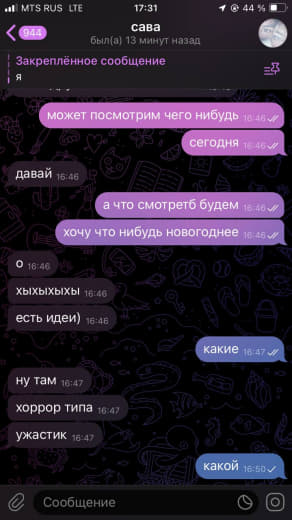 MTS RUS LTE
17:31
44 %
944
сава
был(а) 13 минут назад
Закреплённое сообщение
я
может посмотрим чего нибудь 16:46
сегодня 16:46
давай 16:46
а что смотретб будем 16:46
хочу что нибудь новогоднее 16:46
о 16:46
хыхыхыхы 16:46
есть идеи) 16:46
какие 16:47
ну там 16:47
хоррор типа 16:47
ужастик 16:47
какой 16:50
Сообщение